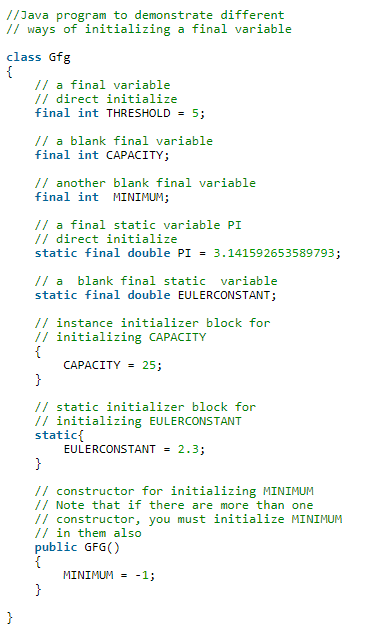 //Java program to demonstrate different
// ways of initializing a final variable
class Gfg
{
// a final variable
// direct initialize
final int THRESHOLD = 5;
// a blank final variable
final int CAPACITY;
// another blank final variable
final int  MINIMUM;
// a final static variable PI
// direct initialize
static final double PI = 3.141592653589793;
// a  blank final static  variable
static final double EULERCONSTANT;
// instance initializer block for
// initializing CAPACITY
{
CAPACITY = 25;
}
// static initializer block for
// initializing EULERCONSTANT
static{
EULERCONSTANT = 2.3;
}
// constructor for initializing MINIMUM
// Note that if there are more than one
// constructor, you must initialize MINIMUM
// in them also
public GFG()
{
MINIMUM = -1;
}
}